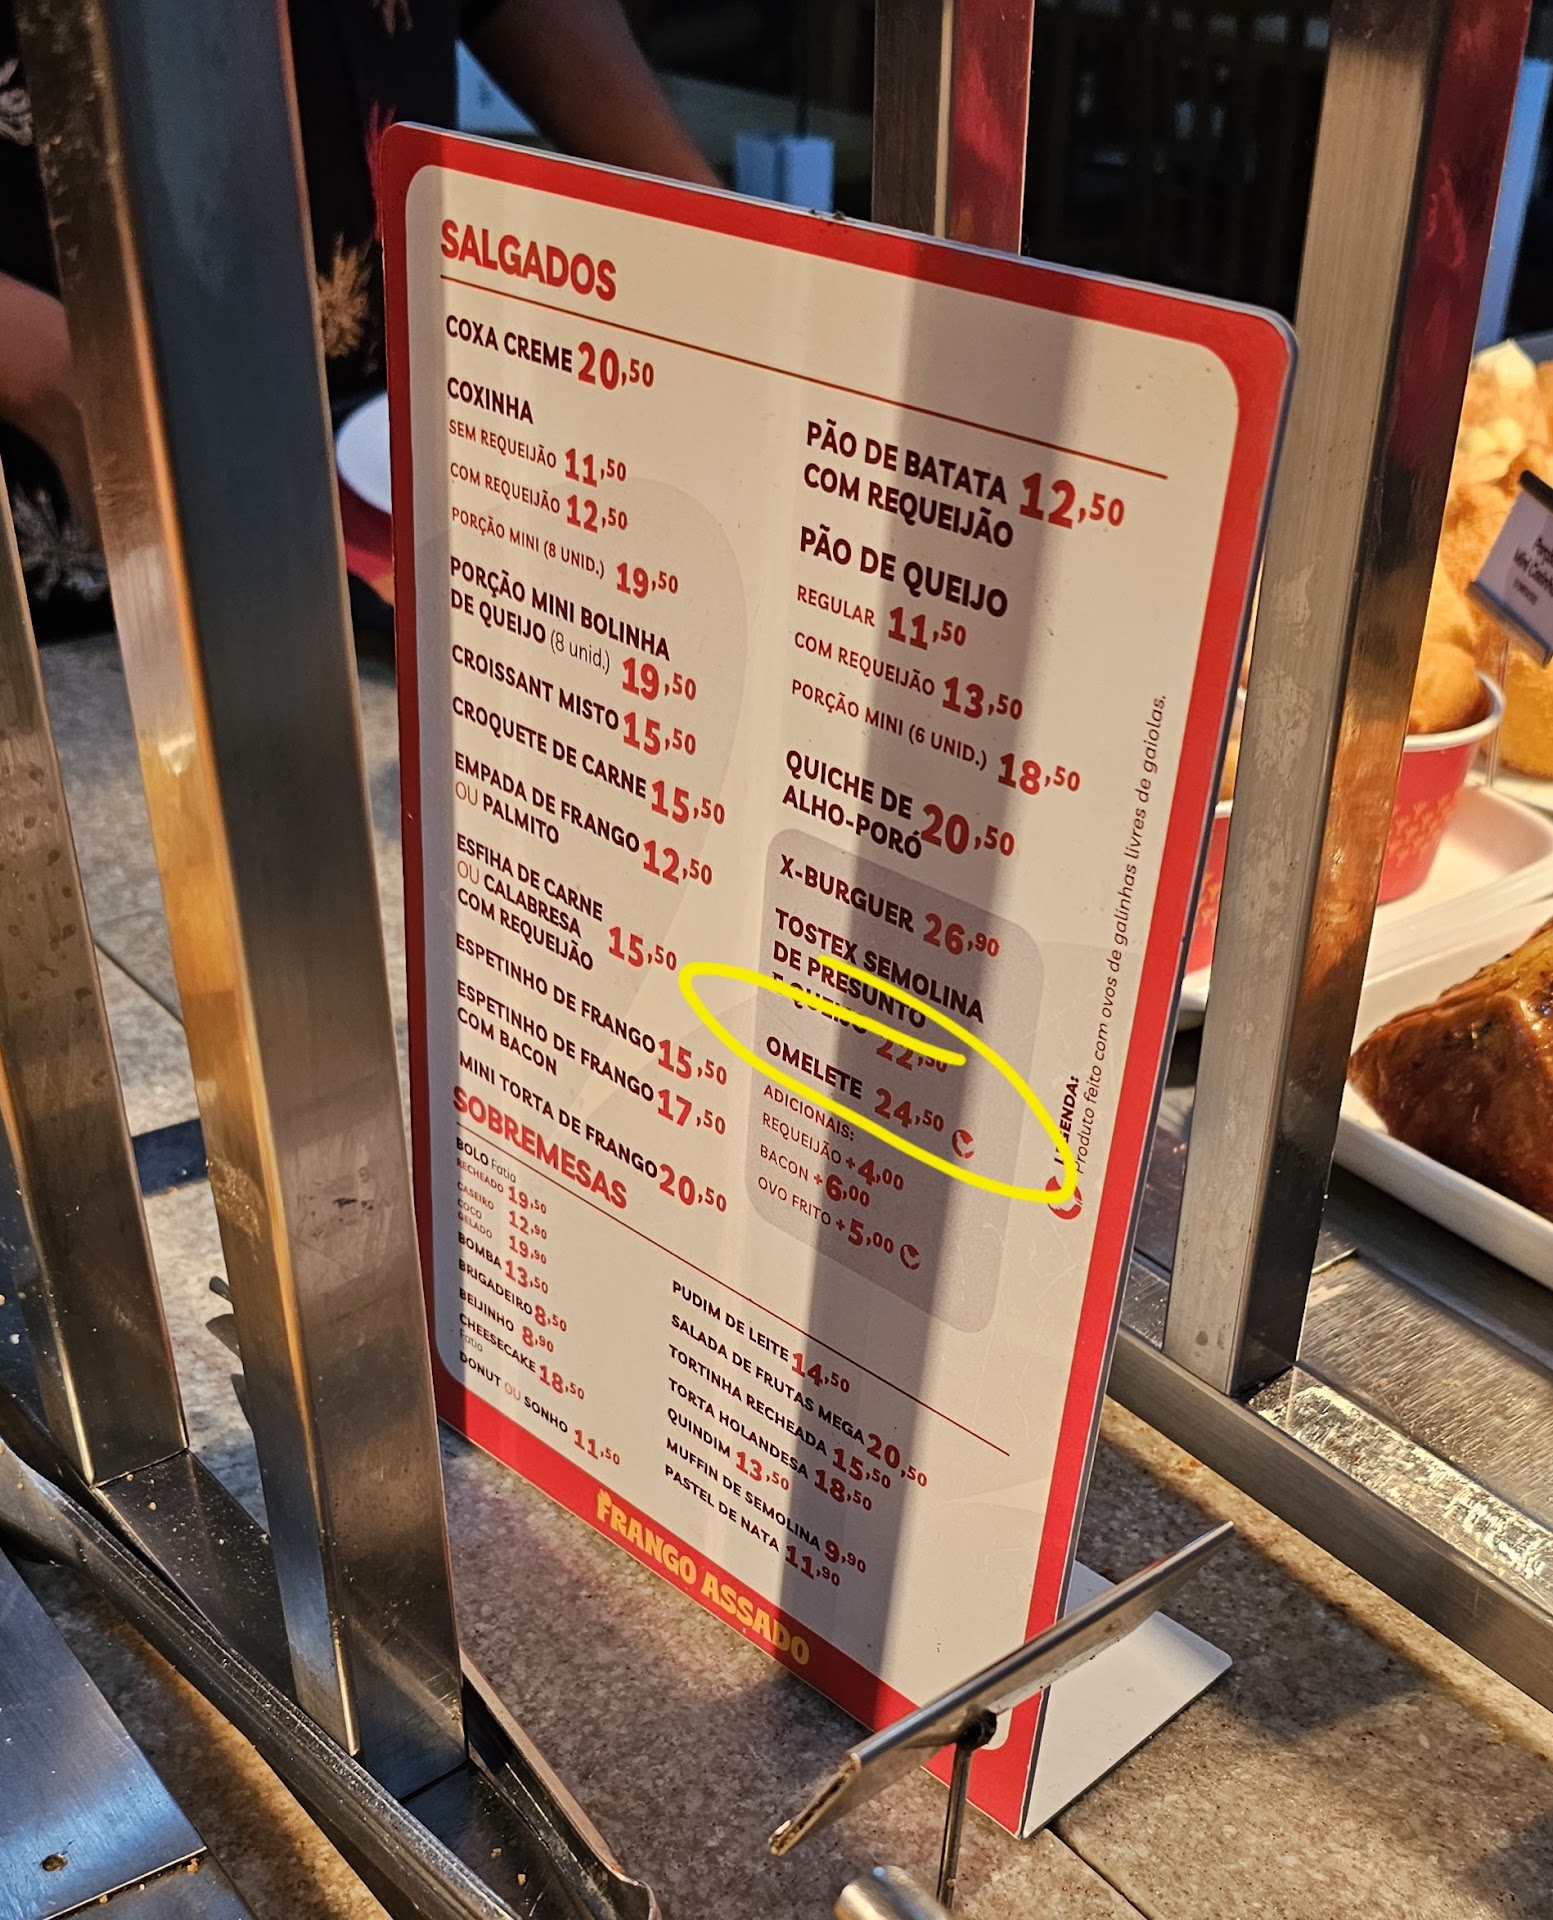 SALGADOS
COXA CREME 20,50
COXINHA
SEM REQUEIJÃO 11,50
COM REQUEIJÃO 12,50
PORÇÃO MINI (8 UNID.) 19,50
PORÇÃO MINI BOLINHA
DE QUEIJO (8 unid.) 19,50
CROISSANT MISTO 15,50
CROQUETE DE CARNE 15,50
EMPADA DE FRANGO
OU PALMITO 12,50
ESFIHA DE CARNE
OU CALABRESA
COM REQUEIJÃO 15,50
ESPETINHO DE FRANGO 15,50
ESPETINHO DE FRANGO
COM BACON 17,50
MINI TORTA DE FRANGO 20,50
PÃO DE BATATA
COM REQUEIJÃO 12,50
PÃO DE QUEIJO
REGULAR 11,50
COM REQUEIJÃO 13,50
PORÇÃO MINI (6 UNID.) 18,50
QUICHE DE
ALHO-PORÓ 20,50
X-BURGUER 26,90
TOSTEX SEMOLINA
DE PRESUNTO
E QUEIJO 22,50
OMELETE 24,50
ADICIONAIS:
REQUEIJÃO +4,00
BACON +6,00
OVO FRITO +5,00
LEGENDA:
Produto feito com ovos de galinhas livres de gaiolas.
SOBREMESAS
BOLO Fatia
RECHEADO 19,50
CASEIRO 12,90
COCO
GELADO 19,90
BOMBA 13,50
BRIGADEIRO 8,50
BEIJINHO 8,90
CHEESECAKE 18,50
Fatia
DONUT OU SONHO 11,50
PUDIM DE LEITE 14,50
SALADA DE FRUTAS MEGA 20,50
TORTINHA RECHEADA 15,50
TORTA HOLANDESA 18,50
QUINDIM 13,50
MUFFIN DE SEMOLINA 9,90
PASTEL DE NATA 11,90
FRANGO ASSADO